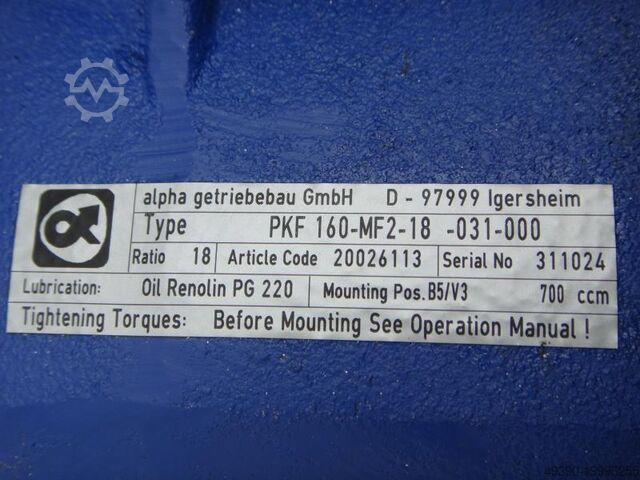 alpha getriebebau GmbH D - 97999 Igersheim
Type PKF 160-MF2-18 -031-000
Ratio 18 Article Code 20026113 Serial No 311024
Lubrication: Oil Renolin PG 220 Mounting Pos. B5/V3 700 ccm
Tightening Torques: Before Mounting See Operation Manual !